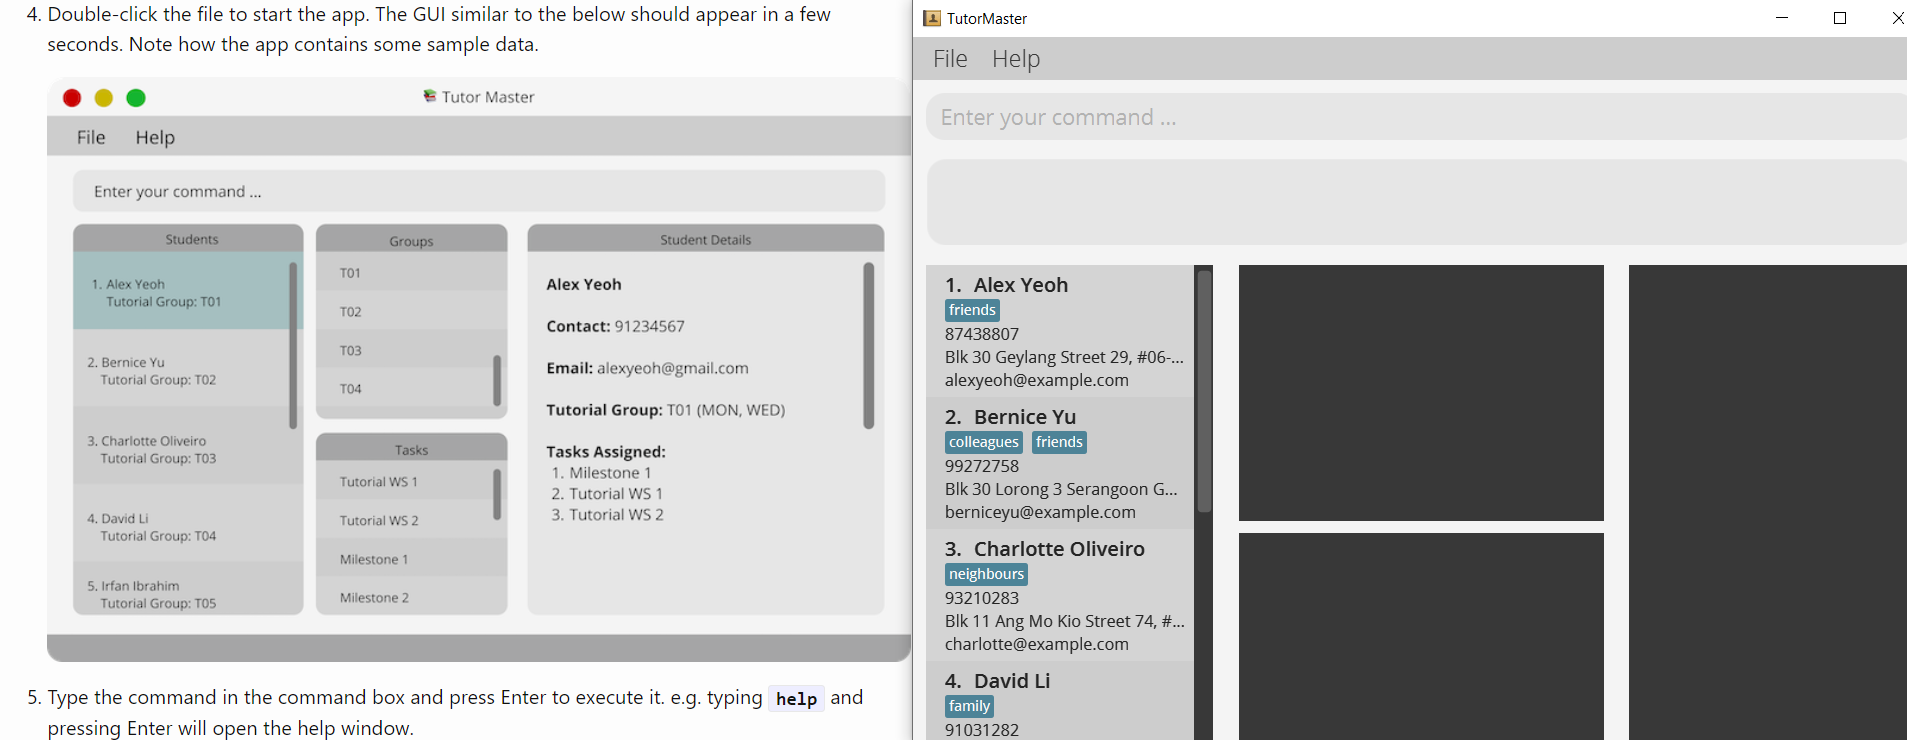 4. Double-click the file to start the app. The GUI similar to the below should appear in a few
seconds. Note how the app contains some sample data.
Tutor Master
File Help
Enter your command ...
Students
1. Alex Yeoh
Tutorial Group: T01
2. Bernice Yu
Tutorial Group: T02
3. Charlotte Oliveiro
Tutorial Group: T03
4. David Li
Tutorial Group: T04
5. Irfan Ibrahim
Tutorial Group: T05
Groups
T01
T02
T03
T04
Tasks
Tutorial WS 1
Tutorial WS 2
Milestone 1
Milestone 2
Student Details
Alex Yeoh
Contact: 91234567
Email: alexyeoh@gmail.com
Tutorial Group: T01 (MON, WED)
Tasks Assigned:
1. Milestone 1
2. Tutorial WS 1
3. Tutorial WS 2
5. Type the command in the command box and press Enter to execute it. e.g. typing help and
pressing Enter will open the help window.
TutorMaster
File Help
Enter your command ...
1. Alex Yeoh
friends
87438807
Blk 30 Geylang Street 29, #06-...
alexyeoh@example.com
2. Bernice Yu
colleagues friends
99272758
Blk 30 Lorong 3 Serangoon G...
berniceyu@example.com
3. Charlotte Oliveiro
neighbours
93210283
Blk 11 Ang Mo Kio Street 74, #...
charlotte@example.com
4. David Li
family
91031282